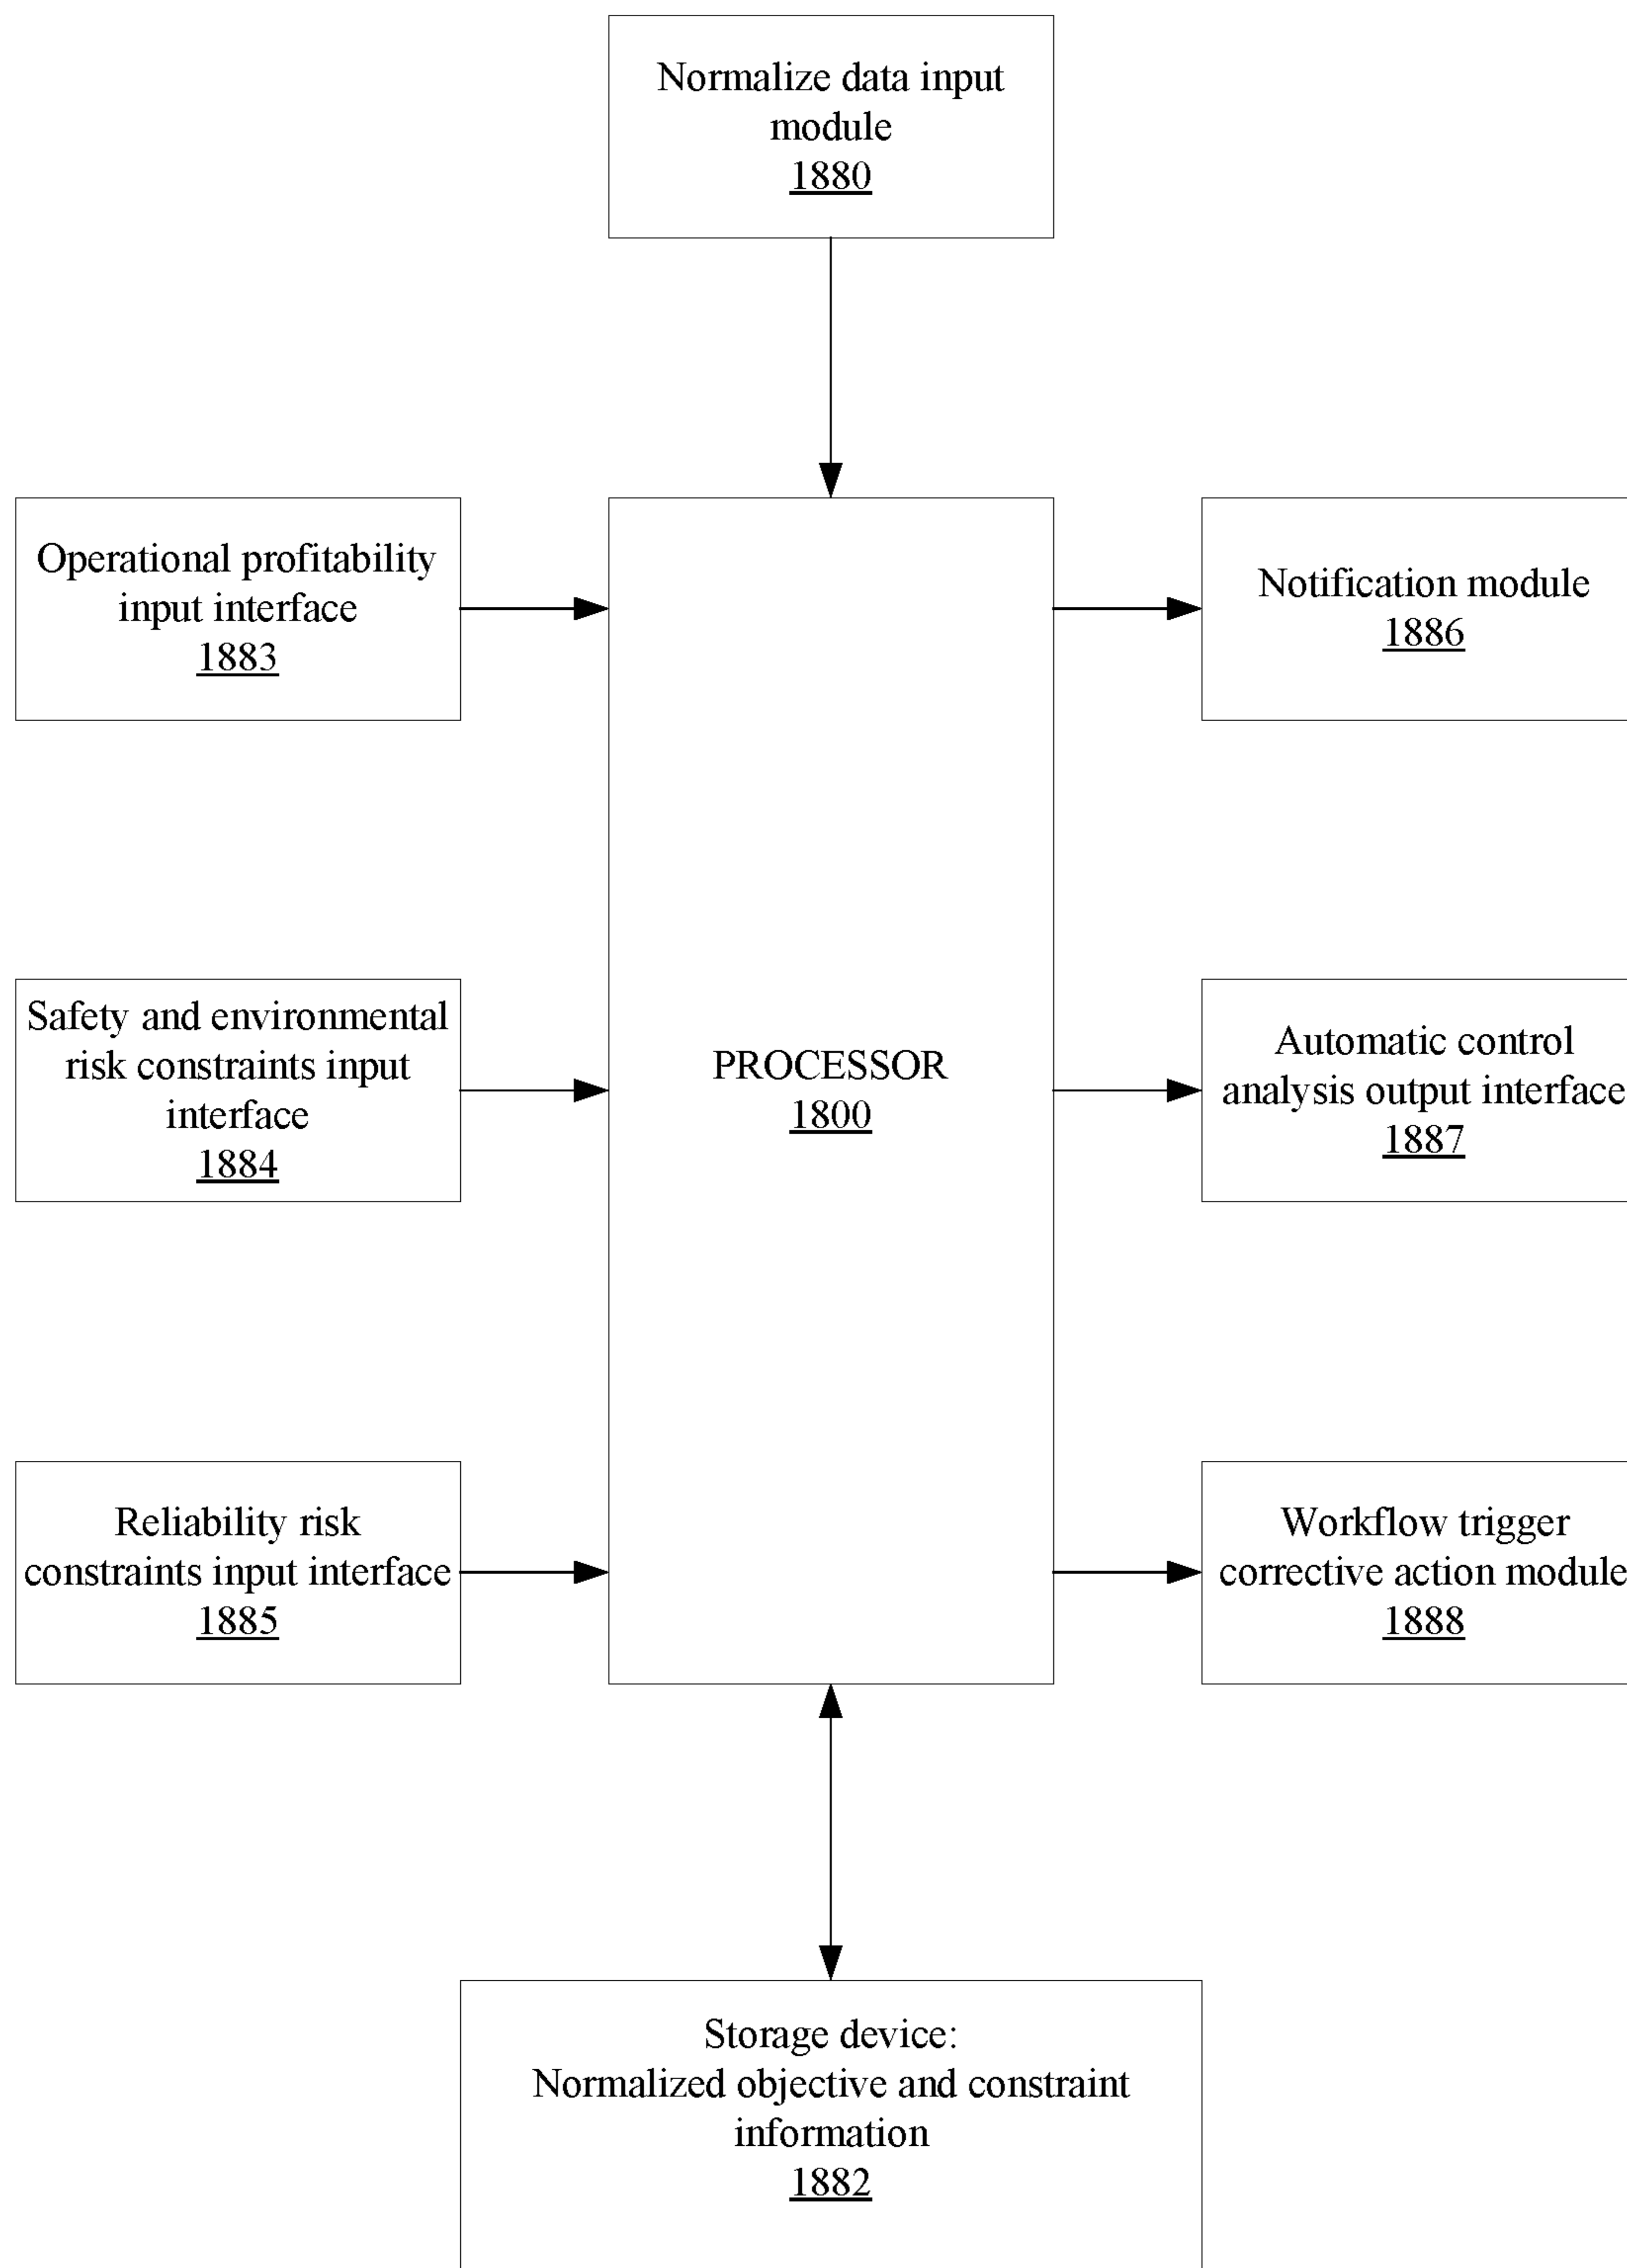 Normalize data input
module
1880
Operational profitability
input interface
1883
Notification module
1886
Safety and environmental
risk constraints input
interface
1884
PROCESSOR
1800
Automatic control
analysis output interface
1887
Reliability risk
constraints input interface
1885
Workflow trigger
corrective action module
1888
Storage device:
Normalized objective and constraint
information
1882